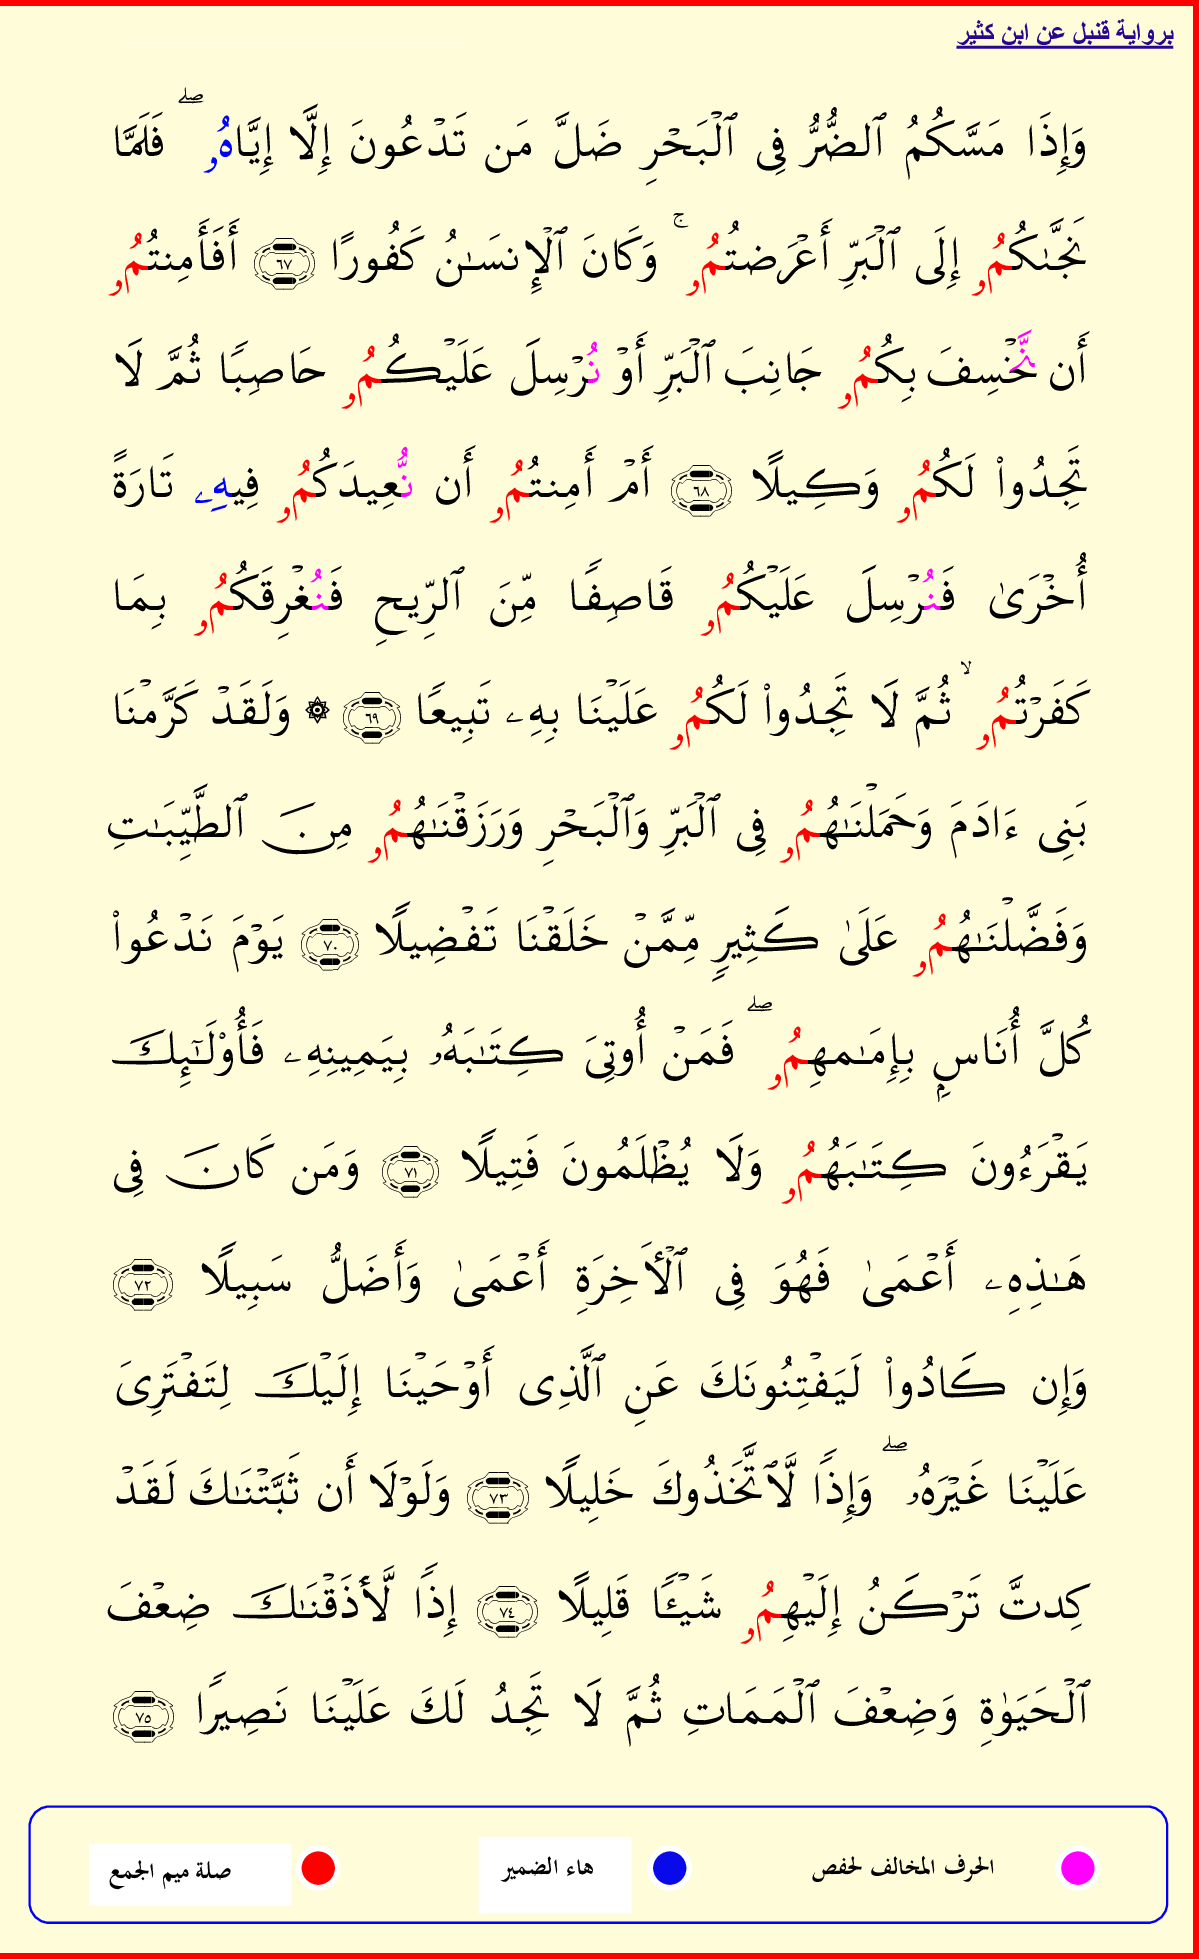 برواية قنبل عن ابن كثير
وَإِذَا مَسَّكُمُ ٱلضُّرُّ فِى ٱلْبَحْرِ ضَلَّ مَن تَدْعُونَ إِلَّا إِيَّاهُۥ ۖ فَلَمَّا
نَجَّىٰكُمُۥ إِلَى ٱلْبَرِّ أَعْرَضتُمُۥ ۚ وَكَانَ ٱلْإِنسَـٰنُ كَفُورًا ٦٧ أَفَأَمِنتُمُۥ
أَن نَّخْسِفَ بِكُمُۥ جَانِبَ ٱلْبَرِّ أَوْ نُرْسِلَ عَلَيْكُمُۥ حَاصِبًا ثُمَّ لَا
تَجِدُوا۟ لَكُمُۥ وَكِيلًا ٦٨ أَمْ أَمِنتُمُۥ أَن نُّعِيدَكُمُۥ فِيهِۦ تَارَةً
أُخْرَىٰ فَنُرْسِلَ عَلَيْكُمُۥ قَاصِفًا مِّنَ ٱلرِّيحِ فَنُغْرِقَكُمُۥ بِمَا
كَفَرْتُمُۥ ۙ ثُمَّ لَا تَجِدُوا۟ لَكُمُۥ عَلَيْنَا بِهِۦ تَبِيعًا ٦٩ ۞ وَلَقَدْ كَرَّمْنَا
بَنِى ءَادَمَ وَحَمَلْنَـٰهُمُۥ فِى ٱلْبَرِّ وَٱلْبَحْرِ وَرَزَقْنَـٰهُمُۥ مِنَ ٱلطَّيِّبَـٰتِ
وَفَضَّلْنَـٰهُمُۥ عَلَىٰ كَثِيرٍ مِّمَّنْ خَلَقْنَا تَفْضِيلًا ٧٠ يَوْمَ نَدْعُوا۟
كُلَّ أُنَاسٍۭ بِإِمَـٰمِهِمُۥ ۖ فَمَنْ أُوتِىَ كِتَـٰبَهُۥ بِيَمِينِهِۦ فَأُو۟لَـٰٓئِكَ
يَقْرَءُونَ كِتَـٰبَهُمُۥ وَلَا يُظْلَمُونَ فَتِيلًا ٧١ وَمَن كَانَ فِى
هَـٰذِهِۦ أَعْمَىٰ فَهُوَ فِى ٱلْـَٔاخِرَةِ أَعْمَىٰ وَأَضَلُّ سَبِيلًا ٧٢
وَإِن كَادُوا۟ لَيَفْتِنُونَكَ عَنِ ٱلَّذِى أَوْحَيْنَا إِلَيْكَ لِتَفْتَرِىَ
عَلَيْنَا غَيْرَهُۥ ۖ وَإِذًا لَّٱتَّخَذُوكَ خَلِيلًا ٧٣ وَلَوْلَا أَن ثَبَّتْنَـٰكَ لَقَدْ
كِدتَّ تَرْكَنُ إِلَيْهِمُۥ شَيْـًٔا قَلِيلًا ٧٤ إِذًا لَّأَذَقْنَـٰكَ ضِعْفَ
ٱلْحَيَوٰةِ وَضِعْفَ ٱلْمَمَاتِ ثُمَّ لَا تَجِدُ لَكَ عَلَيْنَا نَصِيرًا ٧٥
الحرف المخالف لحفص هاء الضمير صلة ميم الجمع